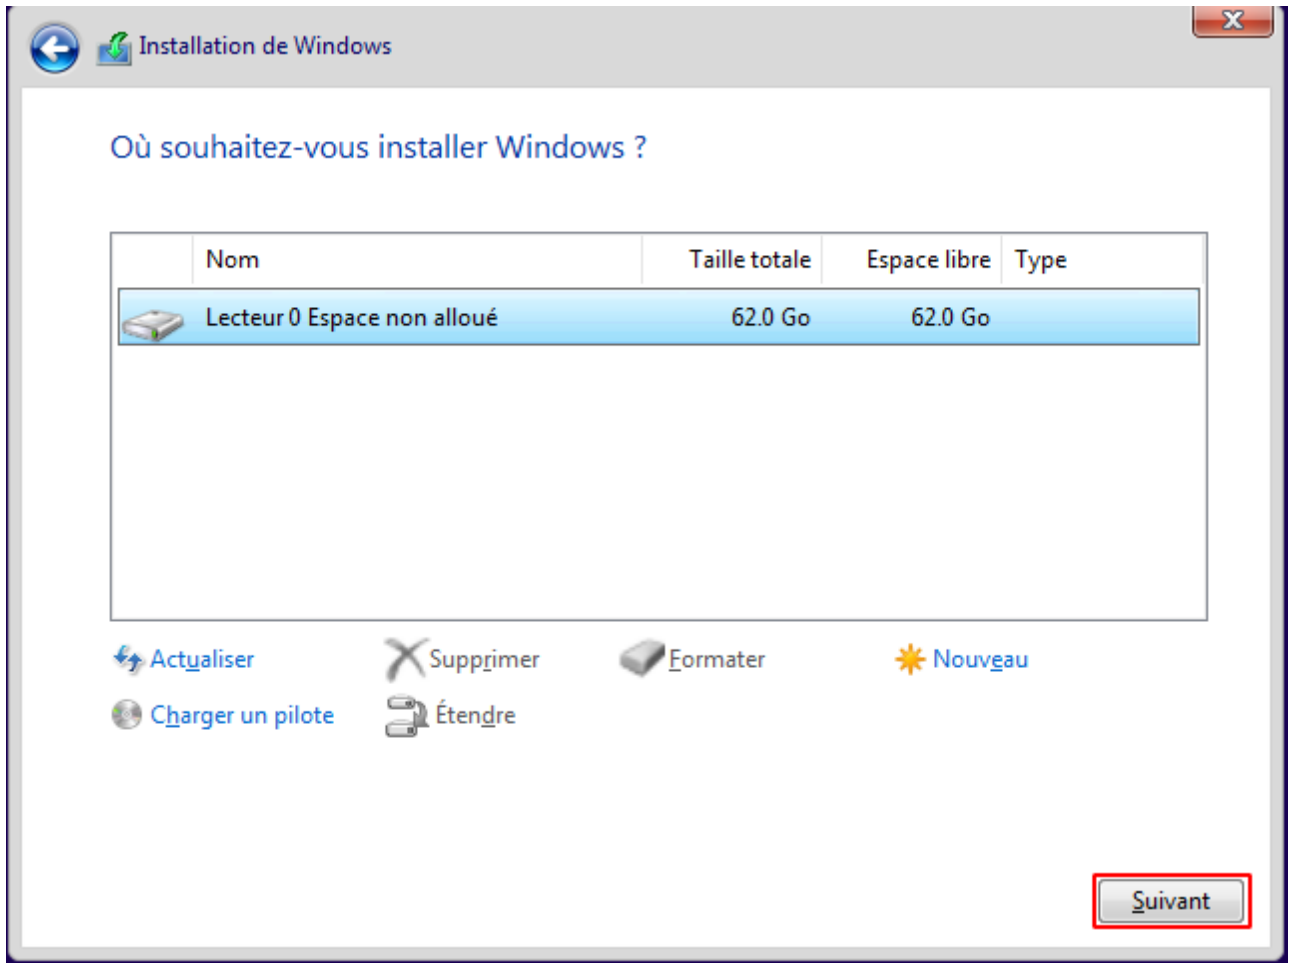 Installation de Windows
Où souhaitez-vous installer Windows ?
Nom Taille totale Espace libre Type
Lecteur 0 Espace non alloué 62.0 Go 62.0 Go
Actualiser Supprimer Formater Nouveau
Charger un pilote Étendre
Suivant